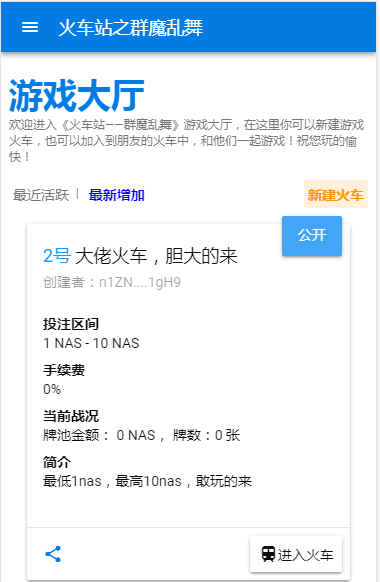 火车站之群魔乱舞
游戏大厅
欢迎进入《火车站——群魔乱舞》游戏大厅，在这里你可以新建游戏
火车，也可以加入到朋友的火车中，和他们一起游戏！祝您玩的愉
快！
最近活跃 | 最新增加 新建火车
公开
2号 大佬火车，胆大的来
创建者：n1ZN....1gH9
投注区间
1 NAS - 10 NAS
手续费
0%
当前战况
牌池金额： 0 NAS ， 牌数：0 张
简介
最低1nas，最高10nas，敢玩的来
进入火车